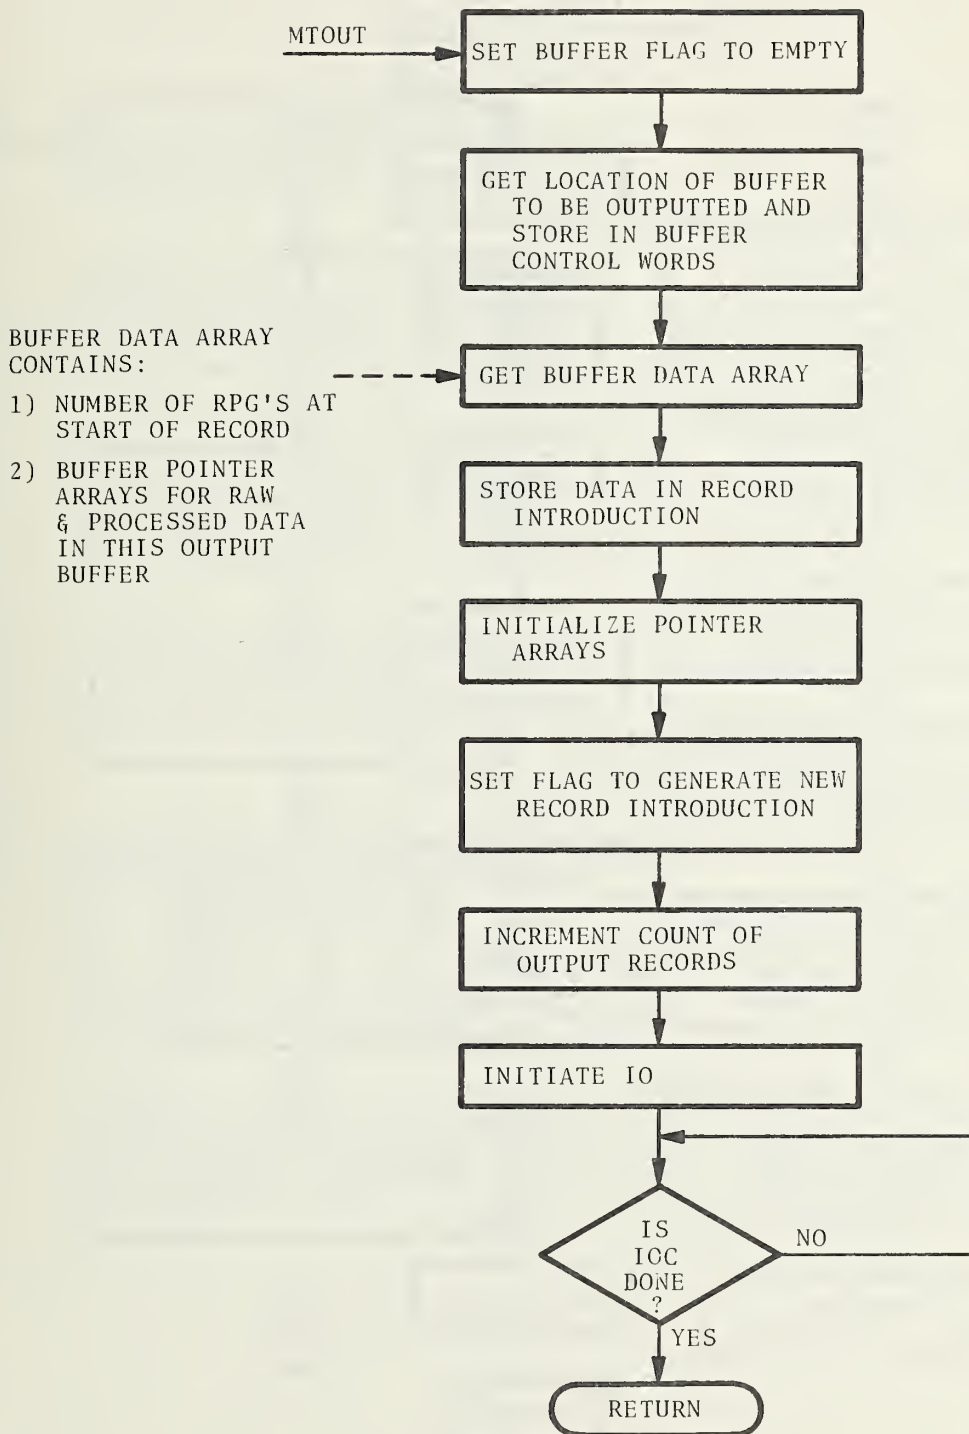 MTOUT
SET BUFFER FLAG TO EMPTY
GET LOCATION OF BUFFER
TO BE OUTPUTTED AND
STORE IN BUFFER
CONTROL WORDS
BUFFER DATA ARRAY
CONTAINS:
1) NUMBER OF RPG'S AT
START OF RECORD
2) BUFFER POINTER
ARRAYS FOR RAW
& PROCESSED DATA
IN THIS OUTPUT
BUFFER
GET BUFFER DATA ARRAY
STORE DATA IN RECORD
INTRODUCTION
INITIALIZE POINTER
ARRAYS
SET FLAG TO GENERATE NEW
RECORD INTRODUCTION
INCREMENT COUNT OF
OUTPUT RECORDS
INITIATE IO
IS
IOC
DONE
?
NO
YES
RETURN